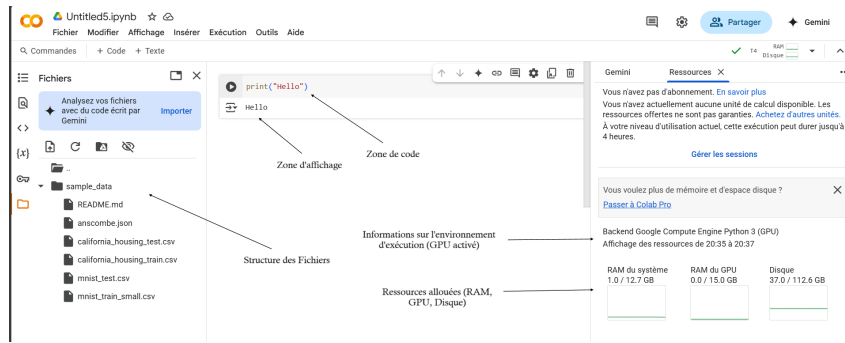 CO Untitled5.ipynb
Fichier Modifier Affichage Insérer Exécution Outils Aide
Partager
Gemini
Commandes + Code + Texte
T4 RAM
Disque
Fichiers
Analysez vos fichiers
avec du code écrit par
Gemini
Importer
{x}
..
sample_data
README.md
anscombe.json
california_housing_test.csv
california_housing_train.csv
mnist_test.csv
mnist_train_small.csv
print("Hello")
Hello
Zone d'affichage
Zone de code
Structure des Fichiers
Informations sur l'environnement
d'exécution (GPU activé)
Ressources allouées (RAM,
GPU, Disque)
Gemini Ressources X
Vous n'avez pas d'abonnement. En savoir plus
Vous n'avez actuellement aucune unité de calcul disponible. Les
ressources offertes ne sont pas garanties. Achetez d'autres unités.
À votre niveau d'utilisation actuel, cette exécution peut durer jusqu'à
4 heures.
Gérer les sessions
Vous voulez plus de mémoire et d'espace disque ?
Passer à Colab Pro
Backend Google Compute Engine Python 3 (GPU)
Affichage des ressources de 20:35 à 20:37
RAM du système
1.0 / 12.7 GB
RAM du GPU
0.0 / 15.0 GB
Disque
37.0 / 112.6 GB